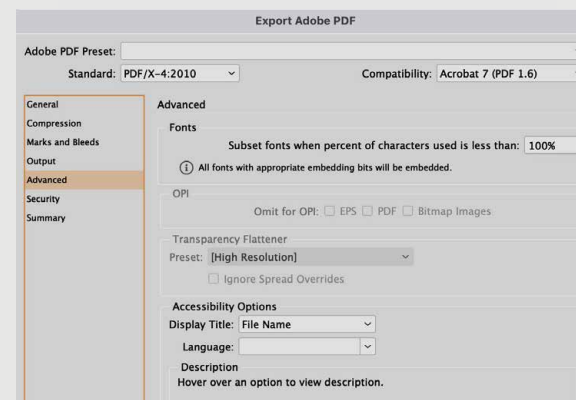 Export Adobe PDF
Adobe PDF Preset:
Standard: PDF/X-4:2010 Compatibility: Acrobat 7 (PDF 1.6)
General
Compression
Marks and Bleeds
Output
Advanced
Security
Summary
Advanced
Fonts
Subset fonts when percent of characters used is less than: 100%
All fonts with appropriate embedding bits will be embedded.
OPI
Omit for OPI: EPS PDF Bitmap Images
Transparency Flattener
Preset: [High Resolution]
Ignore Spread Overrides
Accessibility Options
Display Title: File Name
Language:
Description
Hover over an option to view description.